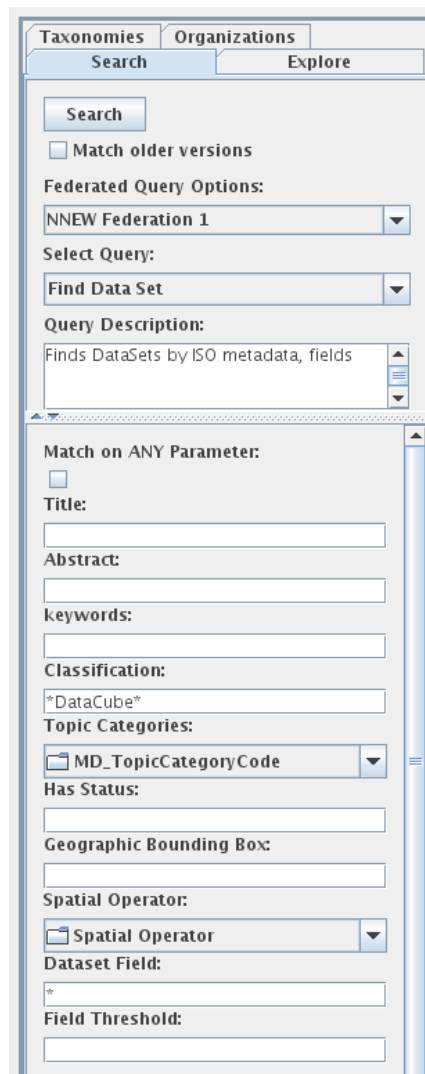 Taxonomies Organizations
Search Explore
Search
Match older versions
Federated Query Options:
NNEW Federation 1
Select Query:
Find Data Set
Query Description:
Finds DataSets by ISO metadata, fields
Match on ANY Parameter:
Title:
Abstract:
keywords:
Classification:
*DataCube*
Topic Categories:
MD_TopicCategoryCode
Has Status:
Geographic Bounding Box:
Spatial Operator:
Spatial Operator
Dataset Field:
*
Field Threshold: